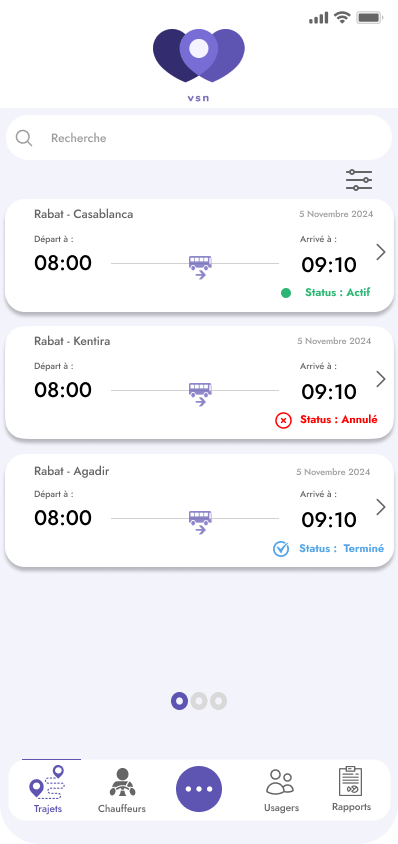 vsn
Recherche
Rabat - Casablanca
5 Novembre 2024
Départ à :
Arrivé à :
08:00
09:10
Status : Actif
Rabat - Kentira
5 Novembre 2024
Départ à :
Arrivé à :
08:00
09:10
Status : Annulé
Rabat - Agadir
5 Novembre 2024
Départ à :
Arrivé à :
08:00
09:10
Status : Terminé
Trajets
Chauffeurs
Usagers
Rapports